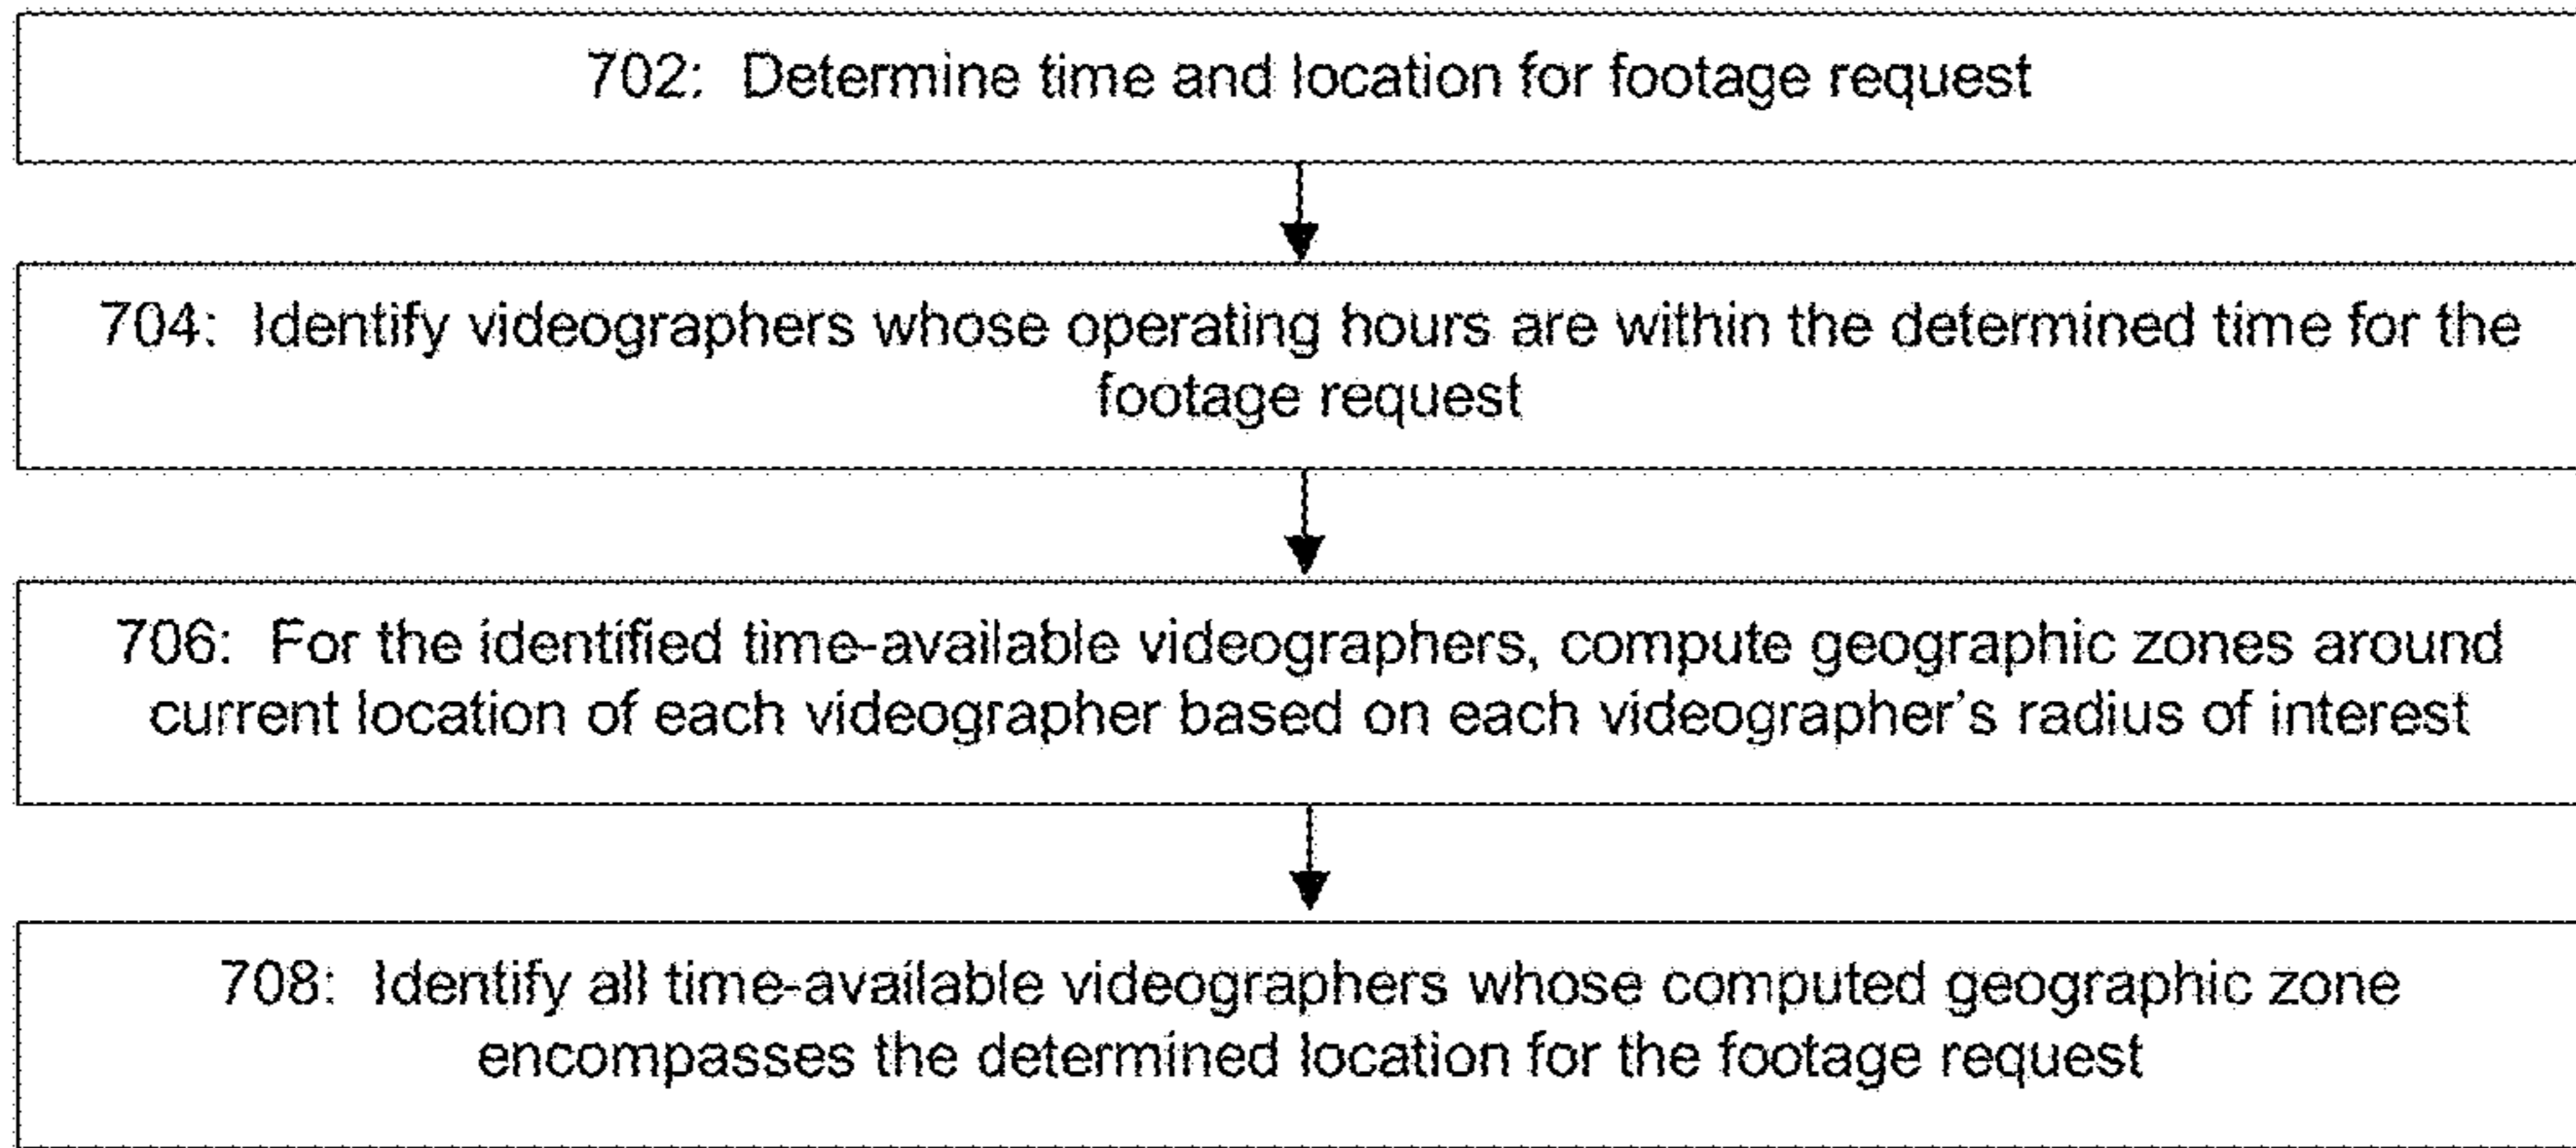 702: Determine time and location for footage request
704: Identify videographers whose operating hours are within the determined time for the
footage request
706: For the identified time-available videographers, compute geographic zones around
current location of each videographer based on each videographer's radius of interest
708: Identify all time-available videographers whose computed geographic zone
encompasses the determined location for the footage request